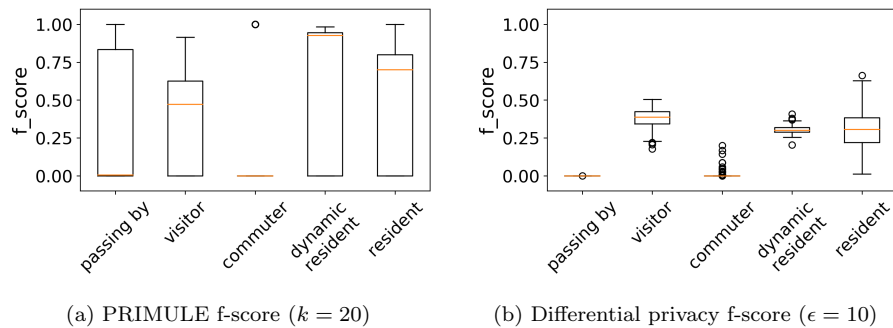 1.00
0.75
0.50
0.25
0.00
f_score
passing by
visitor
commuter
dynamic
resident
resident
(a) PRIMULE f-score (k = 20)
1.00
0.75
0.50
0.25
0.00
f_score
passing by
visitor
commuter
dynamic
resident
resident
(b) Differential privacy f-score (ϵ = 10)